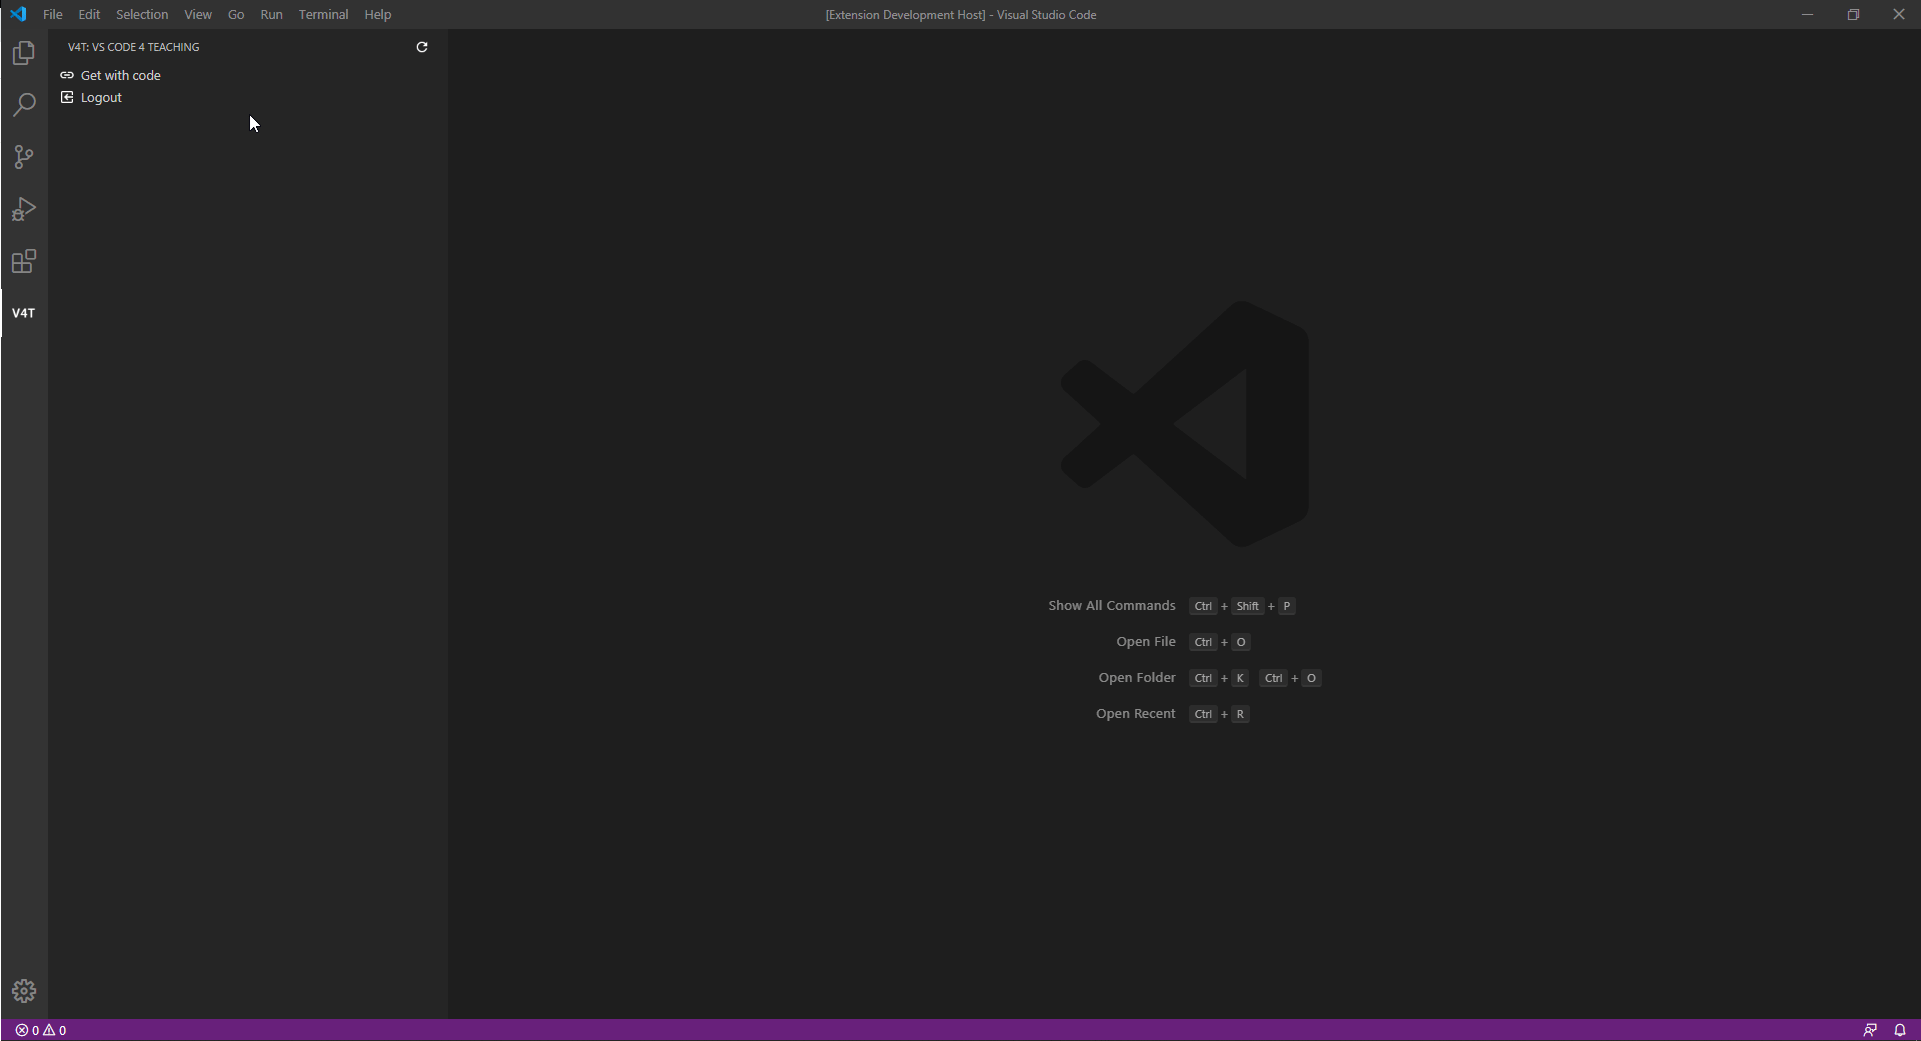 File Edit Selection View Go Run Terminal Help
[Extension Development Host] - Visual Studio Code
V4T: VS CODE 4 TEACHING
Get with code
Logout
V4T
Show All Commands Ctrl + Shift + P
Open File Ctrl + O
Open Folder Ctrl + K Ctrl + O
Open Recent Ctrl + R
0 0